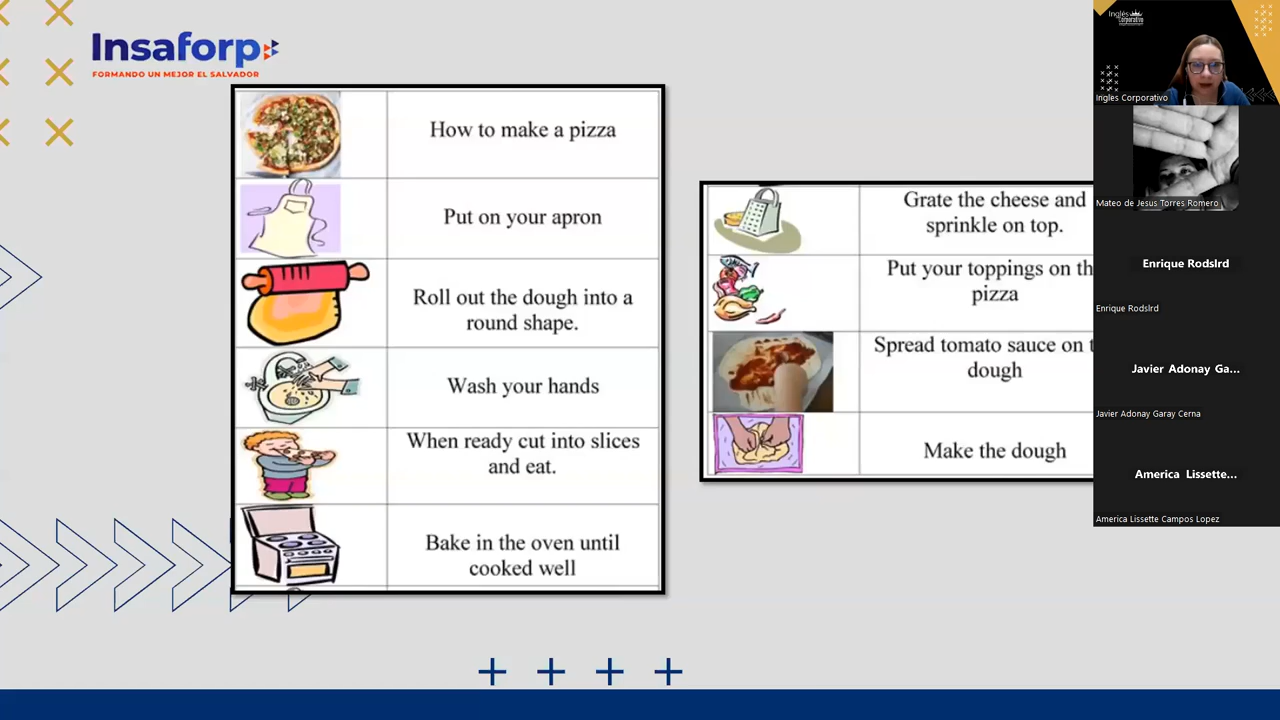 Insaforp
FORMANDO UN MEJOR EL SALVADOR
How to make a pizza
Put on your apron
Roll out the dough into a
round shape.
Wash your hands
When ready cut into slices
and eat.
Bake in the oven until
cooked well
Grate the cheese and
sprinkle on top.
Put your toppings on th
pizza
Spread tomato sauce on t
dough
Make the dough
Inglés
Corporativo
Ingles Corporativo
Mateo de Jesus Torres Romero
Enrique Rodslrd
Enrique Rodslrd
Javier Adonay Ga...
Javier Adonay Garay Cerna
America Lissette...
America Lissette Campos Lopez